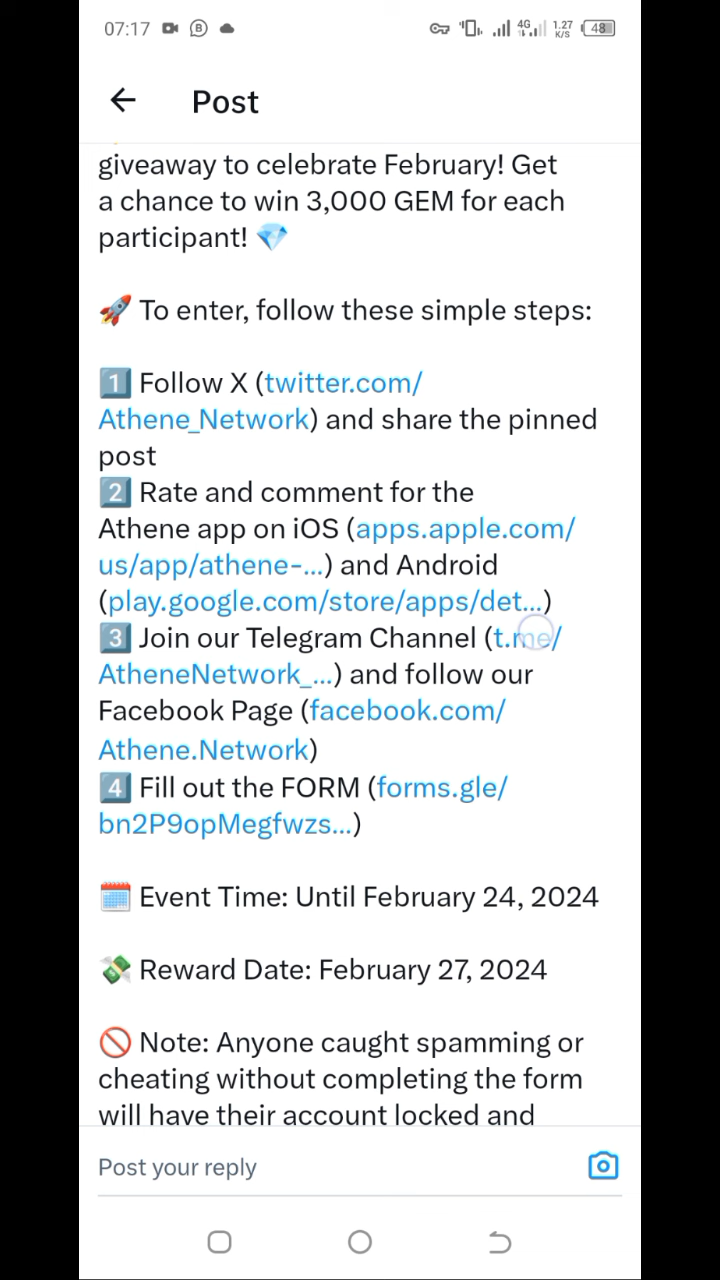 07:17 B 4G 1.27 K/S 48
Post
giveaway to celebrate February! Get
a chance to win 3,000 GEM for each
participant! 💎
🚀 To enter, follow these simple steps:
1️⃣ Follow X (twitter.com/
Athene_Network) and share the pinned
post
2️⃣ Rate and comment for the
Athene app on iOS (apps.apple.com/
us/app/athene-...) and Android
(play.google.com/store/apps/det...)
3️⃣ Join our Telegram Channel (t.me/
AtheneNetwork_...) and follow our
Facebook Page (facebook.com/
Athene.Network)
4️⃣ Fill out the FORM (forms.gle/
bn2P9opMegfwzs...)
🗓️ Event Time: Until February 24, 2024
💸 Reward Date: February 27, 2024
🚫 Note: Anyone caught spamming or
cheating without completing the form
will have their account locked and
Post your reply